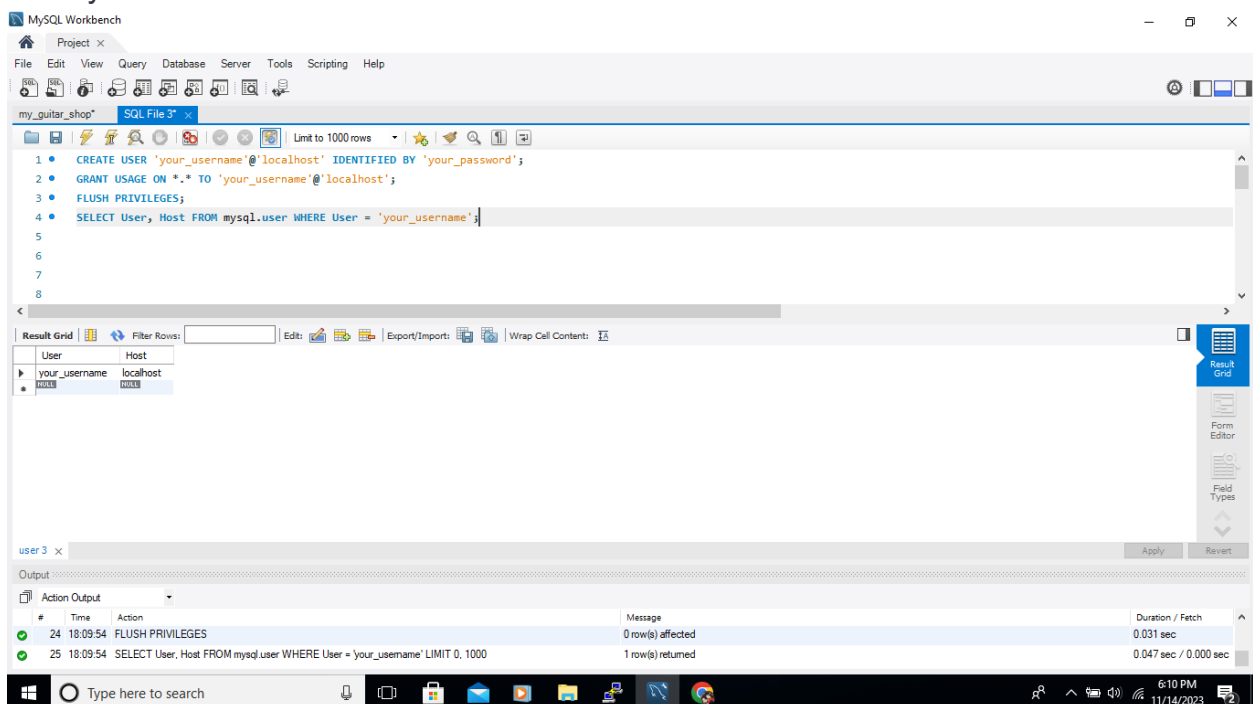 MySQL Workbench
Project
File Edit View Query Database Server Tools Scripting Help
my_guitar_shop* SQL File 3*
Limit to 1000 rows
1 CREATE USER 'your_username'@'localhost' IDENTIFIED BY 'your_password';
2 GRANT USAGE ON *.* TO 'your_username'@'localhost';
3 FLUSH PRIVILEGES;
4 SELECT User, Host FROM mysql.user WHERE User = 'your_username';
5
6
7
8
Result Grid Filter Rows: Edit: Export/Import: Wrap Cell Content:
User Host
your_username localhost
NULL NULL
Result
Grid
Form
Editor
Field
Types
user 3 Apply Revert
Output
Action Output
# Time Action Message Duration / Fetch
24 18:09:54 FLUSH PRIVILEGES 0 row(s) affected 0.031 sec
25 18:09:54 SELECT User, Host FROM mysql.user WHERE User = 'your_username' LIMIT 0, 1000 1 row(s) returned 0.047 sec / 0.000 sec
Type here to search
6:10 PM
11/14/2023
2